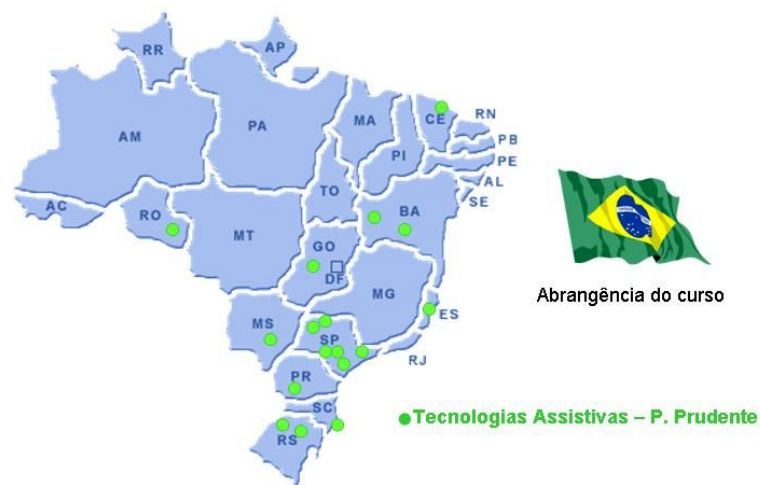 RR
AP
AM
PA
MA
CE
RN
PB
PI
PE
AL
SE
TO
AC
RO
BA
MT
GO
DF
MG
Abrangência do curso
ES
MS
SP
RJ
PR
SC
Tecnologias Assistivas – P. Prudente
RS